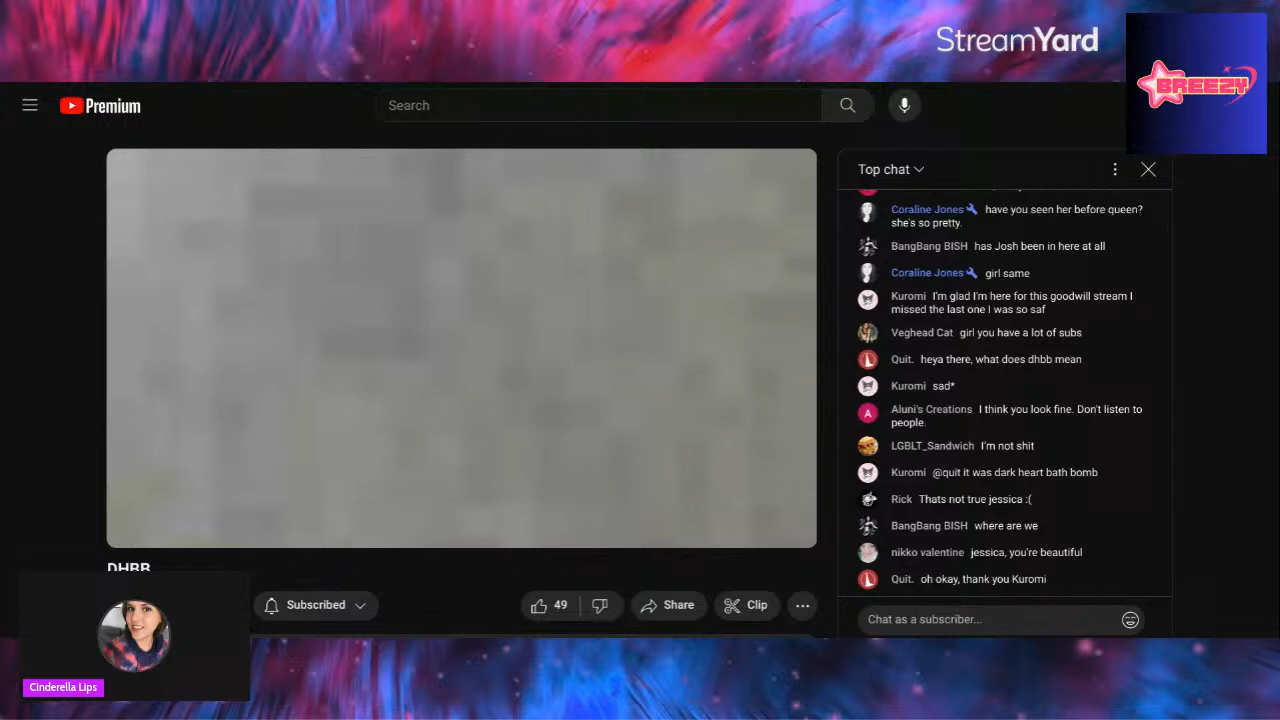 StreamYard
BREEZY
Premium
Search
Top chat
Coraline Jones have you seen her before queen?
she's so pretty.
BangBang BISH has Josh been in here at all
Coraline Jones girl same
Kuromi I'm glad I'm here for this goodwill stream I
missed the last one I was so saf
Veghead Cat girl you have a lot of subs
Quit. heya there, what does dhbb mean
Kuromi sad*
A
Aluni's Creations I think you look fine. Don't listen to
people.
LGBLT_Sandwich I'm not shit
Kuromi @quit it was dark heart bath bomb
Rick Thats not true jessica :(
BangBang BISH where are we
nikko valentine jessica, you're beautiful
Quit. oh okay, thank you Kuromi
DHBB
Subscribed
49
Share
Clip
Chat as a subscriber...
Cinderella Lips